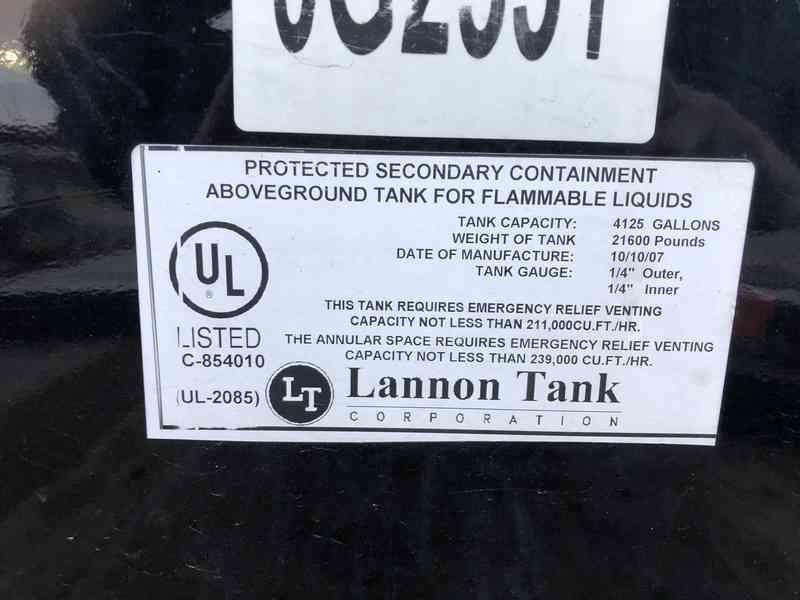 PROTECTED SECONDARY CONTAINMENT
ABOVEGROUND TANK FOR FLAMMABLE LIQUIDS
TANK CAPACITY: 4125 GALLONS
WEIGHT OF TANK 21600 Pounds
DATE OF MANUFACTURE: 10/10/07
TANK GAUGE: 1/4" Outer,
1/4" Inner
UL
®
LISTED
C-854010
(UL-2085)
THIS TANK REQUIRES EMERGENCY RELIEF VENTING
CAPACITY NOT LESS THAN 211,000CU.FT./HR.
THE ANNULAR SPACE REQUIRES EMERGENCY RELIEF VENTING
CAPACITY NOT LESS THAN 239,000 CU.FT./HR.
LT
Lannon Tank
CORPORATION